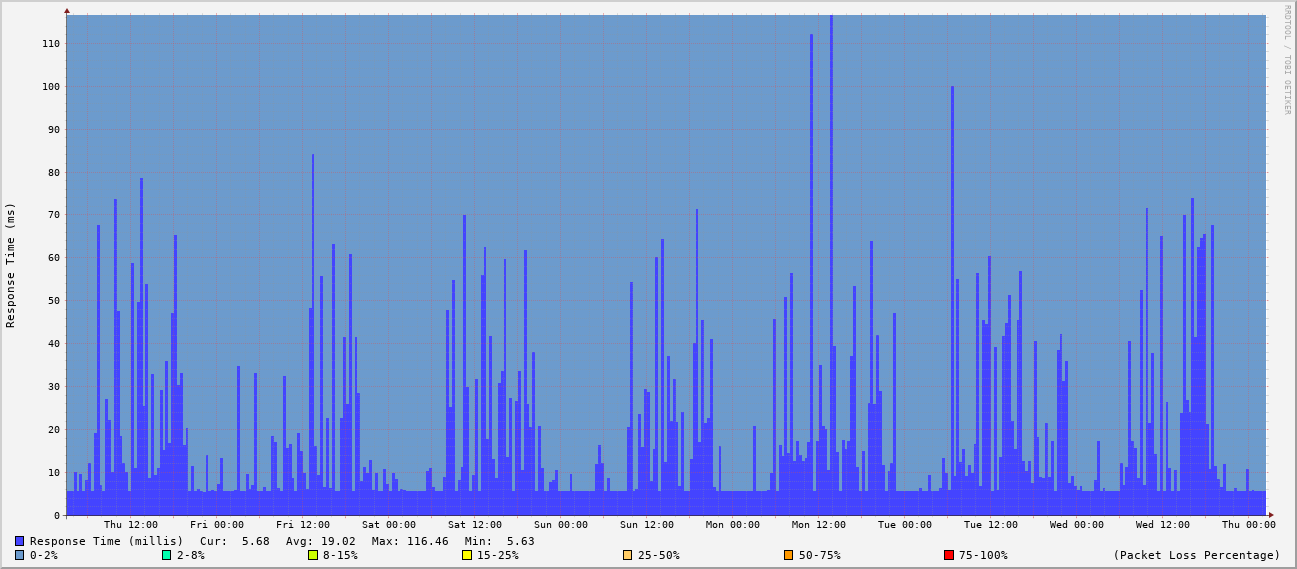 RRDTOOL / TOBI OETIKER
Response Time (ms)
110
100
90
80
70
60
50
40
30
20
10
0
Thu 12:00 Fri 00:00 Fri 12:00 Sat 00:00 Sat 12:00 Sun 00:00 Sun 12:00 Mon 00:00 Mon 12:00 Tue 00:00 Tue 12:00 Wed 00:00 Wed 12:00 Thu 00:00
Response Time (millis) Cur: 5.68 Avg: 19.02 Max: 116.46 Min: 5.63
0-2% 2-8% 8-15% 15-25% 25-50% 50-75% 75-100% (Packet Loss Percentage)